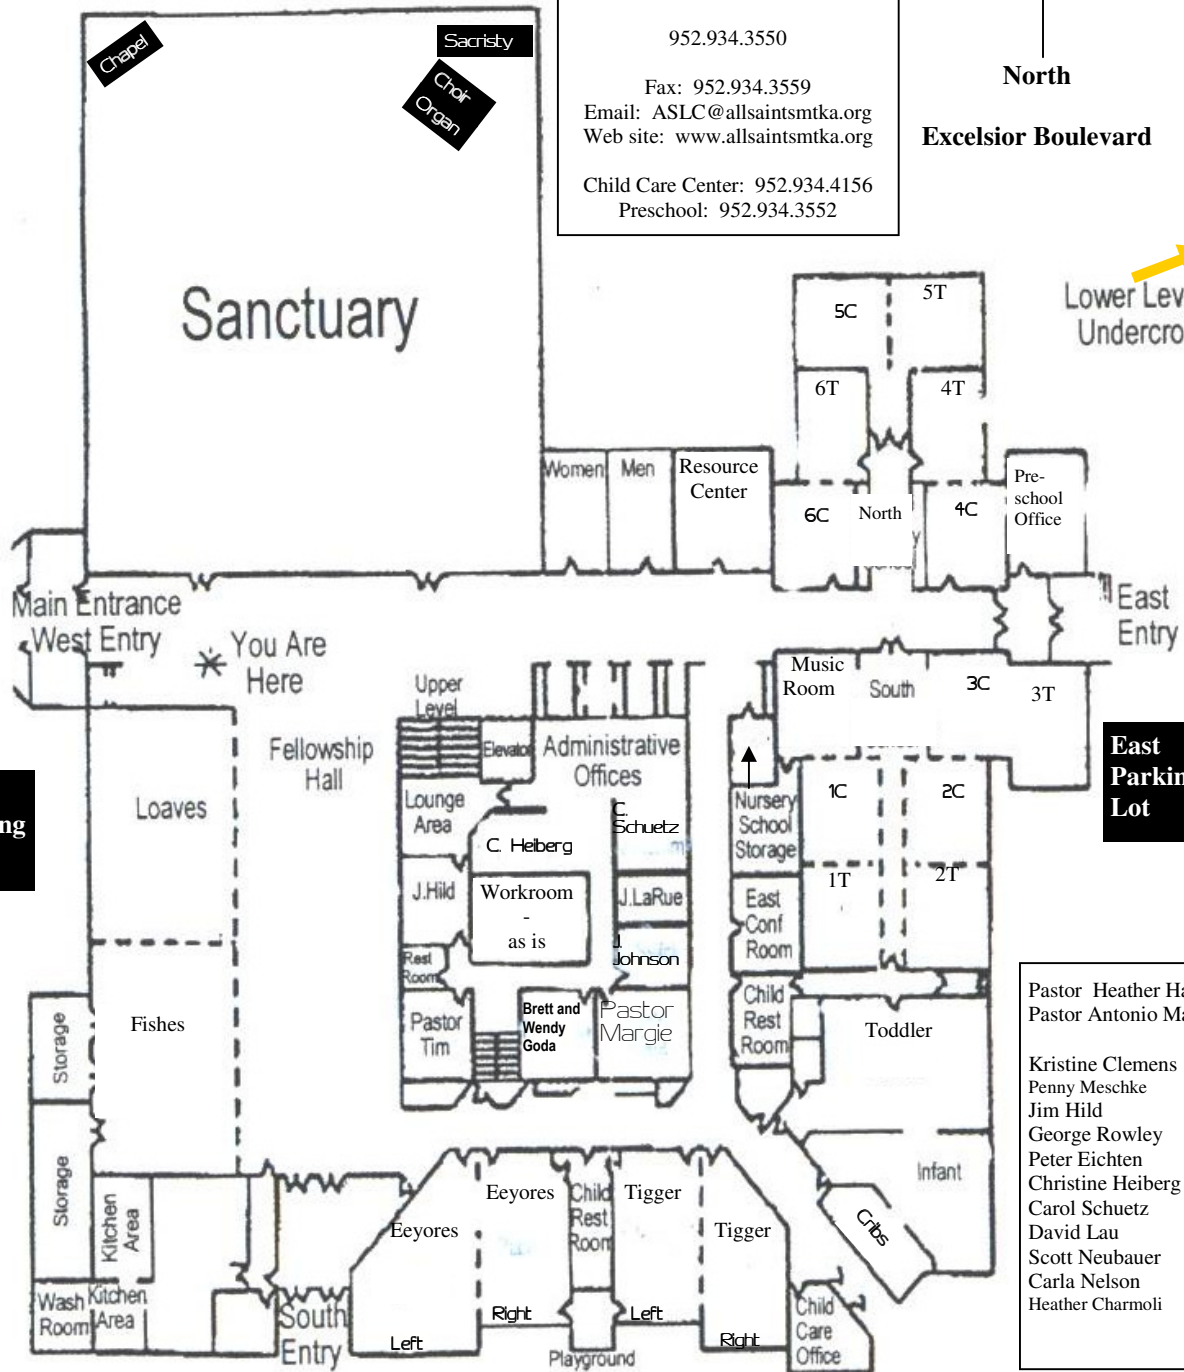 Chapel
Sacristy
Choir
Organ
952.934.3550
Fax: 952.934.3559
Email: ASLC@allsaintsmtka.org
Web site: www.allsaintsmtka.org
Child Care Center: 952.934.4156
Preschool: 952.934.3552
North
Excelsior Boulevard
Sanctuary
Lower Lev
Undercro
5C
5T
6T
4T
Women
Men
Resource
Center
6C
North
4C
Pre-
school
Office
Main Entrance
West Entry
You Are
Here
East
Entry
Upper
Level
Elevator
Administrative
Offices
Music
Room
South
3C
3T
Fellowship
Hall
Loaves
Lounge
Area
C. Heiberg
C.
Schuetz
Nursery
School
Storage
1C
2C
East
Parkin
Lot
ng
J.Hild
Workroom
-
as is
J.LaRue
J.
Johnson
East
Conf
Room
1T
2T
Rest
Room
Fishes
Storage
Pastor
Tim
Brett and
Wendy
Goda
Pastor
Margie
Child
Rest
Room
Toddler
Pastor Heather Ha
Pastor Antonio Ma
Kristine Clemens
Penny Meschke
Jim Hild
George Rowley
Peter Eichten
Christine Heiberg
Carol Schuetz
David Lau
Scott Neubauer
Carla Nelson
Heather Charmoli
Storage
Kitchen
Area
Wash
Room
Kitchen
Area
South
Entry
Eeyores
Left
Eeyores
Right
Child
Rest
Room
Tigger
Left
Tigger
Right
Playground
Infant
Cribs
Child
Care
Office